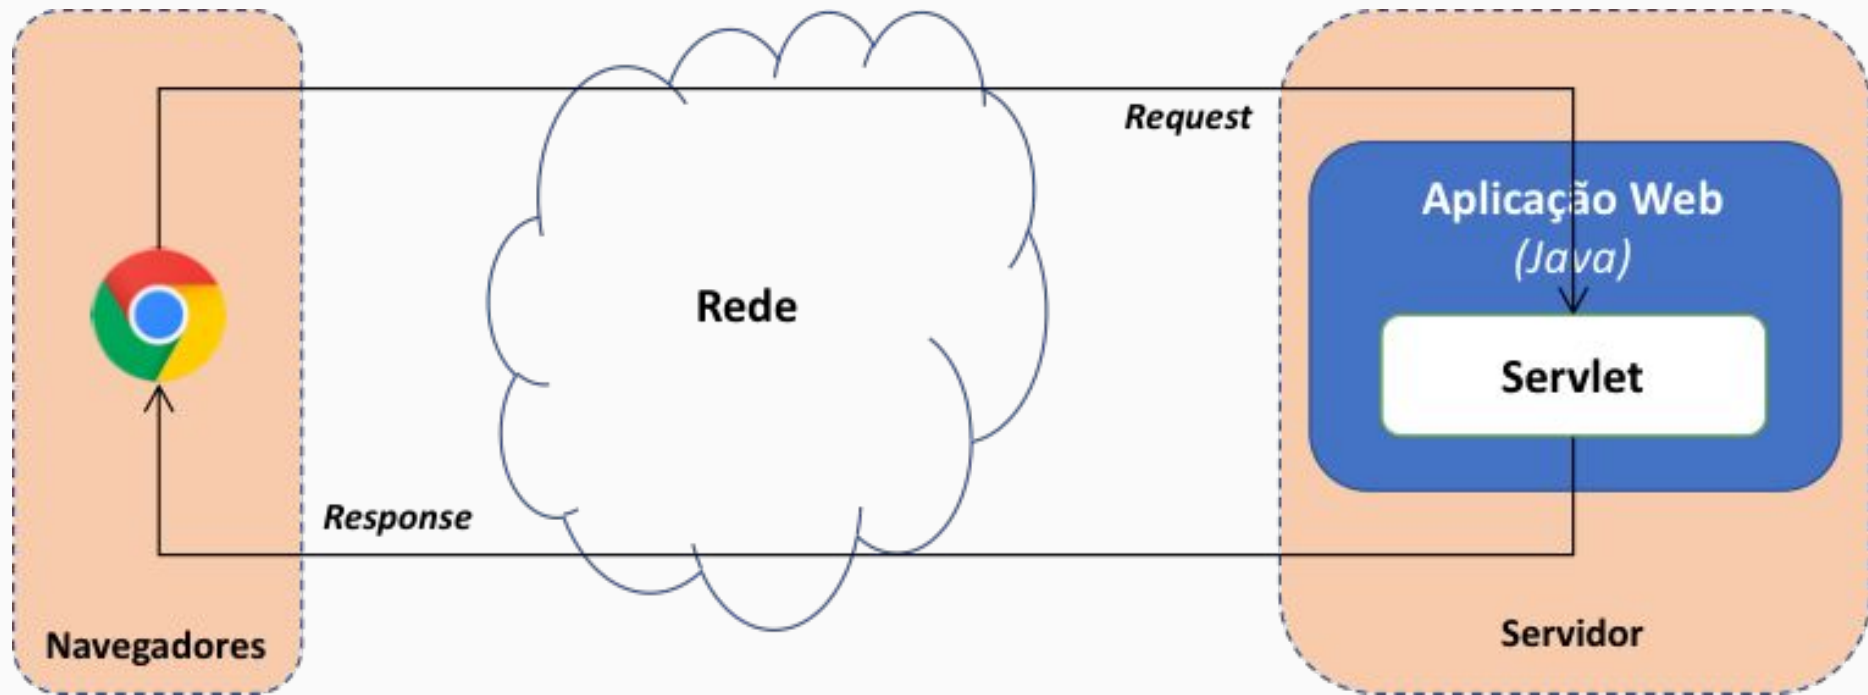 Request
Aplicação Web
(Java)
Rede
Servlet
Response
Navegadores
Servidor